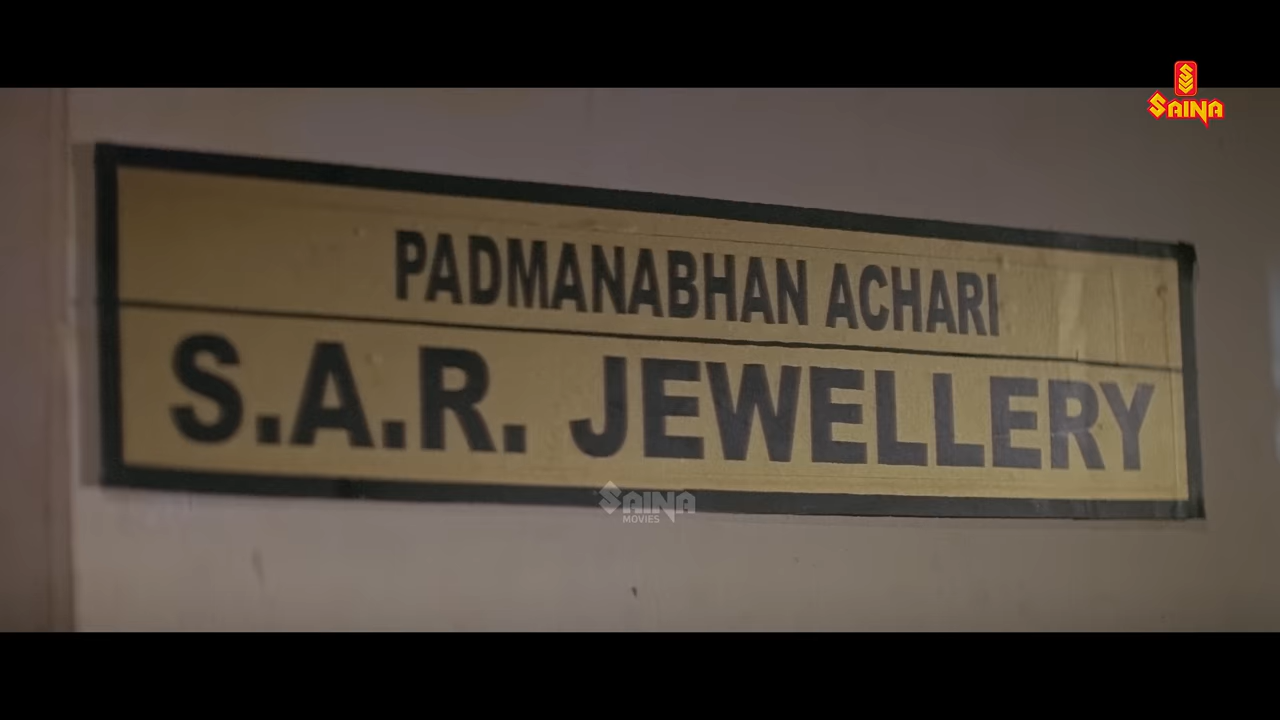 SAINA
PADMANABHAN ACHARI
S.A.R. JEWELLERY
SAINA
MOVIES